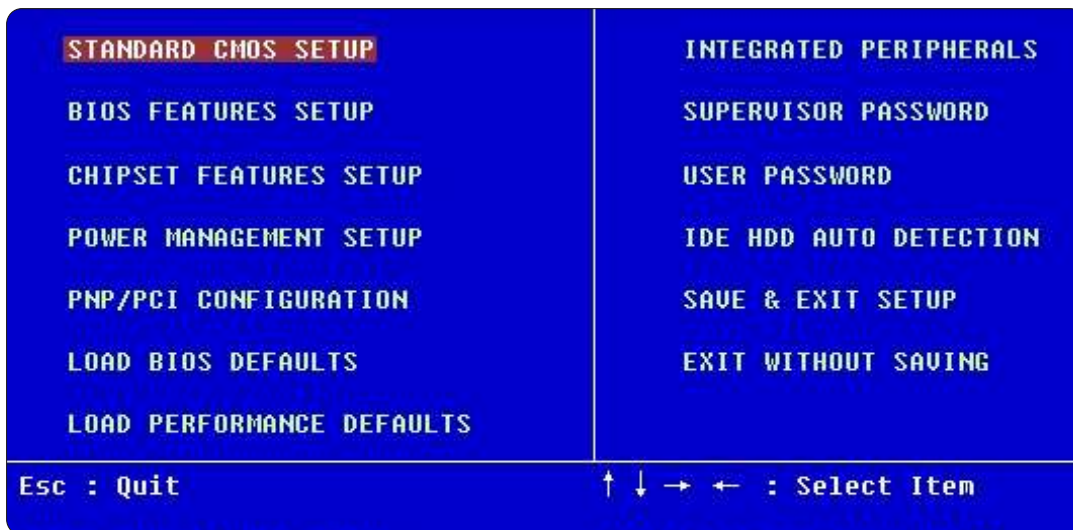 STANDARD CMOS SETUP
BIOS FEATURES SETUP
CHIPSET FEATURES SETUP
POWER MANAGEMENT SETUP
PNP/PCI CONFIGURATION
LOAD BIOS DEFAULTS
LOAD PERFORMANCE DEFAULTS
INTEGRATED PERIPHERALS
SUPERVISOR PASSWORD
USER PASSWORD
IDE HDD AUTO DETECTION
SAVE & EXIT SETUP
EXIT WITHOUT SAVING
Esc : Quit
↑ ↓ → ← : Select Item